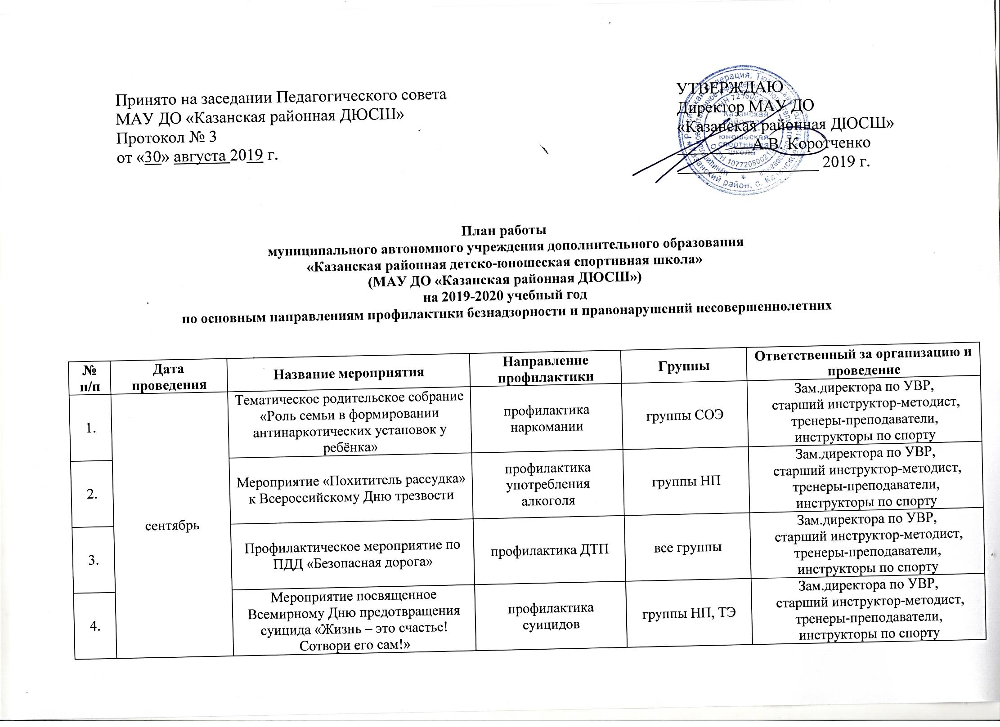 Принято на заседании Педагогического совета
МАУ ДО «Казанская районная ДЮСШ»
Протокол № 3
от «30» августа 2019 г.
УТВЕРЖДАЮ
Директор МАУ ДО
«Казанская районная ДЮСШ»
А.В. Коротченко
2019 г.
Казанская
районная
юношеская
спортивная
школа
План работы
муниципального автономного учреждения дополнительного образования
«Казанская районная детско-юношеская спортивная школа»
(МАУ ДО «Казанская районная ДЮСШ»)
на 2019-2020 учебный год
по основным направлениям профилактики безнадзорности и правонарушений несовершеннолетних
№
п/п
Дата
проведения
Название мероприятия
Направление
профилактики
Группы
Ответственный за организацию и
проведение
1.
сентябрь
Тематическое родительское собрание
«Роль семьи в формировании
антинаркотических установок у
ребёнка»
профилактика
наркомании
группы СОЭ
Зам.директора по УВР,
старший инструктор-методист,
тренеры-преподаватели,
инструкторы по спорту
2.
Мероприятие «Похититель рассудка»
к Всероссийскому Дню трезвости
профилактика
употребления
алкоголя
группы НП
Зам.директора по УВР,
старший инструктор-методист,
тренеры-преподаватели,
инструкторы по спорту
3.
Профилактическое мероприятие по
ПДД «Безопасная дорога»
профилактика ДТП
все группы
Зам.директора по УВР,
старший инструктор-методист,
тренеры-преподаватели,
инструкторы по спорту
4.
Мероприятие посвященное
Всемирному Дню предотвращения
суицида «Жизнь – это счастье!
Сотвори его сам!»
профилактика
суицидов
группы НП, ТЭ
Зам.директора по УВР,
старший инструктор-методист,
тренеры-преподаватели,
инструкторы по спорту